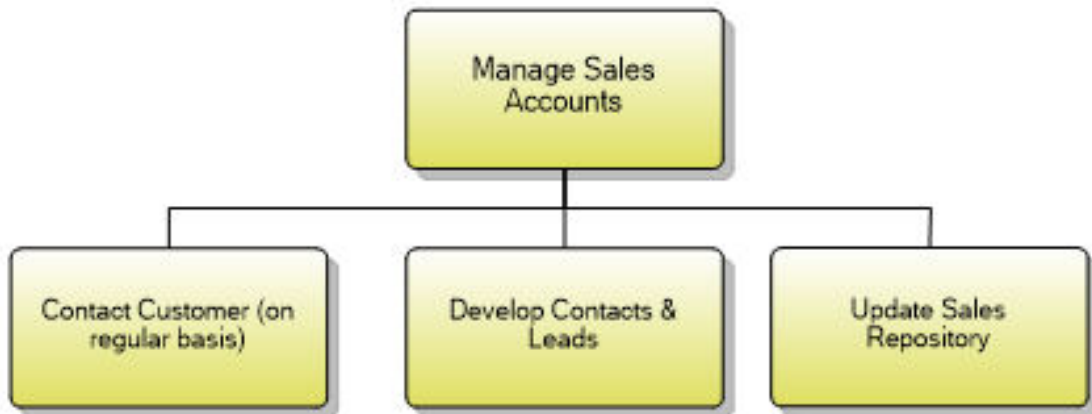 Manage Sales
Accounts
Contact Customer (on
regular basis)
Develop Contacts &
Leads
Update Sales
Repository